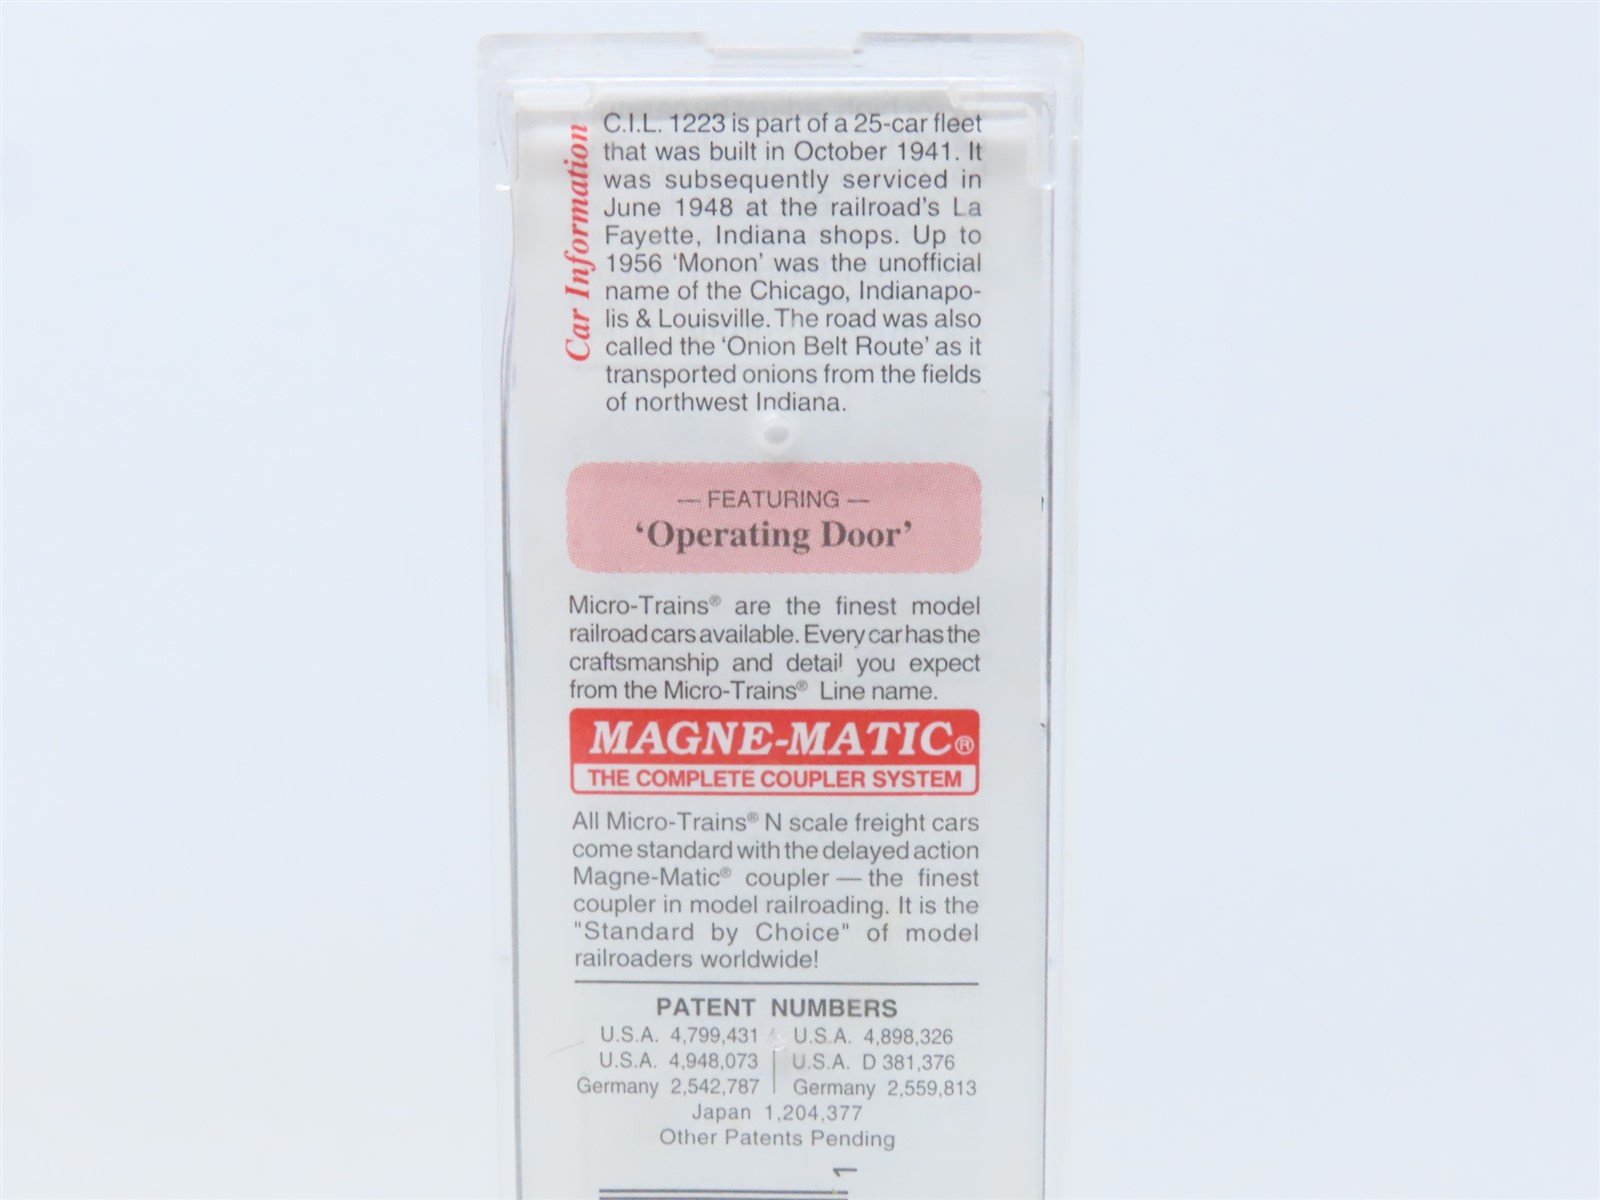 Car Information
C.I.L. 1223 is part of a 25-car fleet
that was built in October 1941. It
was subsequently serviced in
June 1948 at the railroad's La
Fayette, Indiana shops. Up to
1956 'Monon' was the unofficial
name of the Chicago, Indianapo-
lis & Louisville. The road was also
called the 'Onion Belt Route' as it
transported onions from the fields
of northwest Indiana.
— FEATURING —
'Operating Door'
Micro-Trains® are the finest model
railroad cars available. Every car has the
craftsmanship and detail you expect
from the Micro-Trains® Line name.
MAGNE-MATIC®
THE COMPLETE COUPLER SYSTEM
All Micro-Trains® N scale freight cars
come standard with the delayed action
Magne-Matic® coupler — the finest
coupler in model railroading. It is the
"Standard by Choice" of model
railroaders worldwide!
PATENT NUMBERS
U.S.A. 4,799,431 U.S.A. 4,898,326
U.S.A. 4,948,073 U.S.A. D 381,376
Germany 2,542,787 Germany 2,559,813
Japan 1,204,377
Other Patents Pending
1